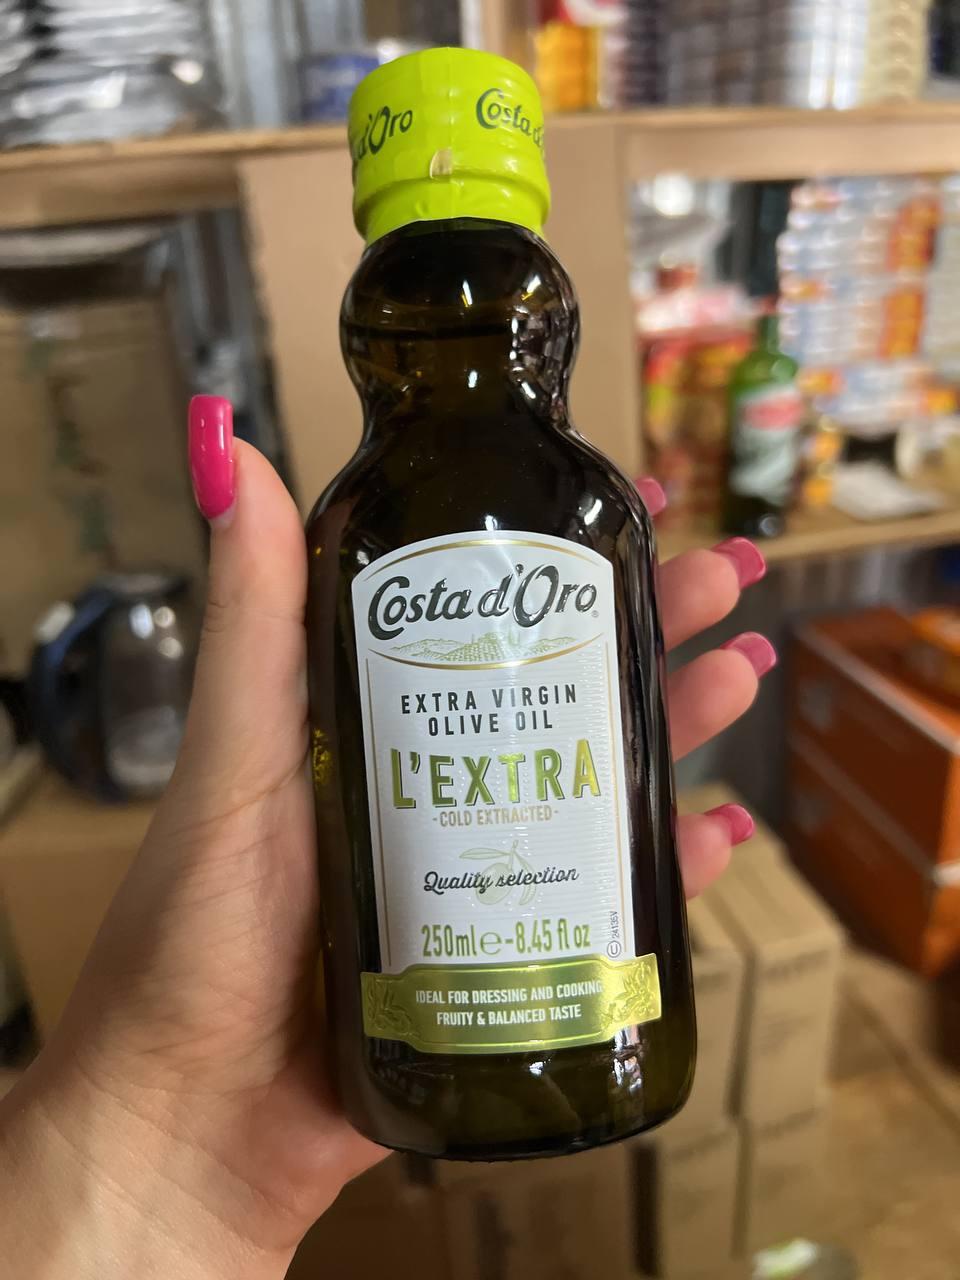 d'Oro
Costa d'
Costa d'Oro®
EXTRA VIRGIN
OLIVE OIL
L'EXTRA
-COLD EXTRACTED-
Quality selection
250ml e-8.45 fl oz
© 24135V
IDEAL FOR DRESSING AND COOKING
FRUITY & BALANCED TASTE